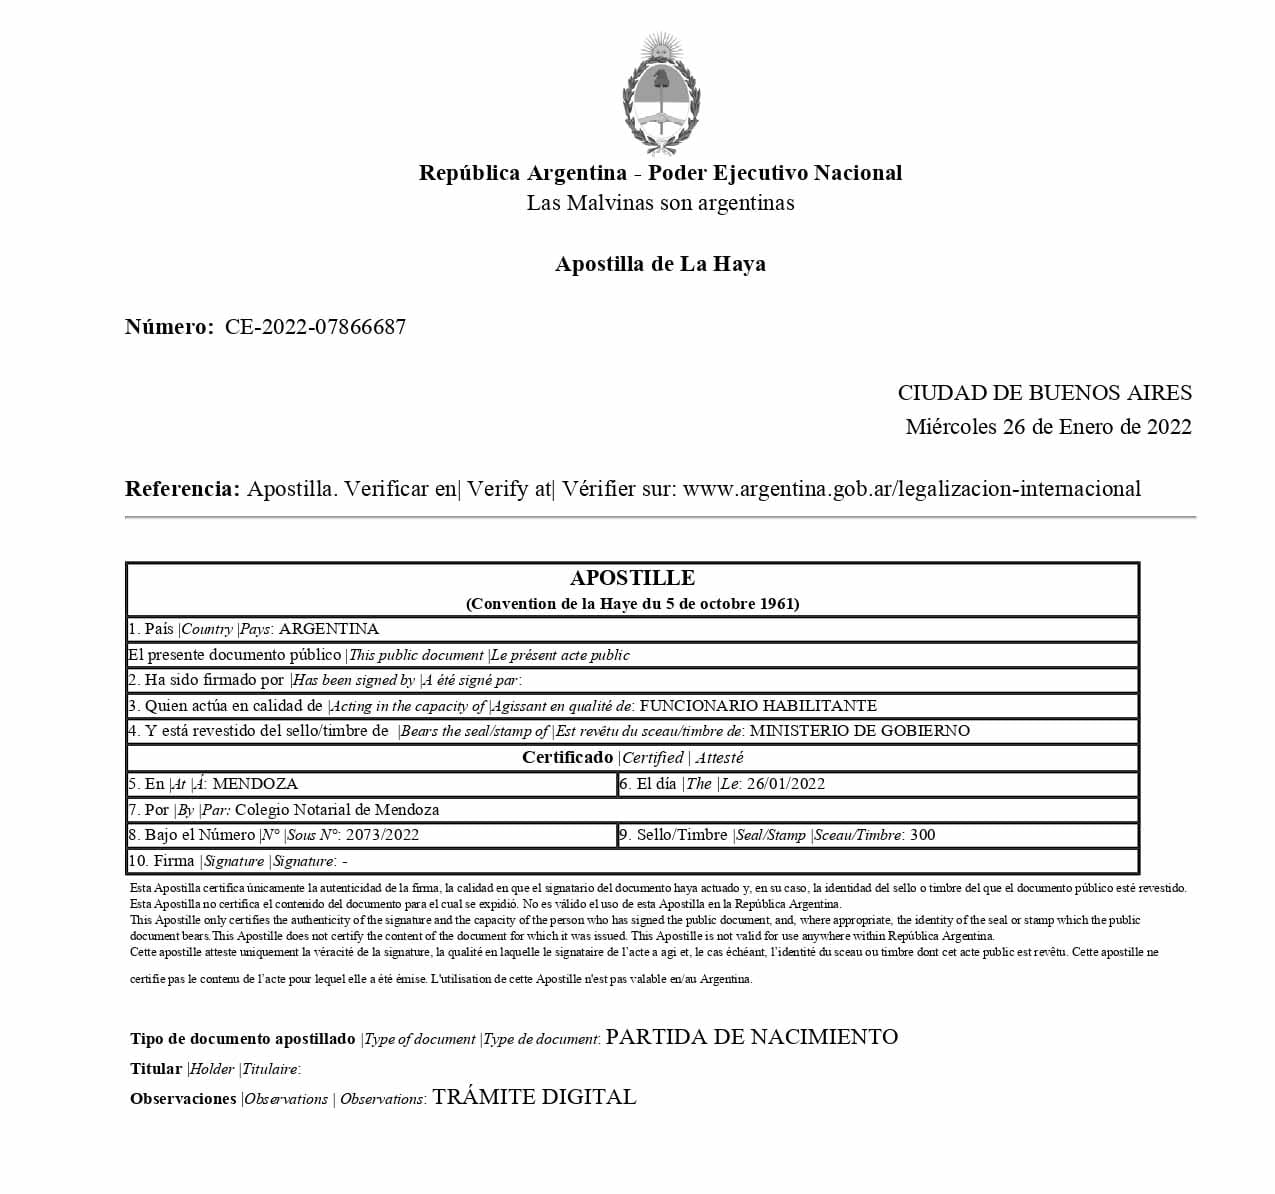 República Argentina - Poder Ejecutivo Nacional
Las Malvinas son argentinas
Apostilla de La Haya
Número: CE-2022-07866687
CIUDAD DE BUENOS AIRES
Miércoles 26 de Enero de 2022
Referencia: Apostilla. Verificar en| Verify at| Vérifier sur: www.argentina.gob.ar/legalizacion-internacional
APOSTILLE
(Convention de la Haye du 5 de octobre 1961)
1. País |Country |Pays: ARGENTINA
El presente documento público |This public document |Le présent acte public
2. Ha sido firmado por |Has been signed by |A été signé par:
3. Quien actúa en calidad de |Acting in the capacity of |Agissant en qualité de: FUNCIONARIO HABILITANTE
4. Y está revestido del sello/timbre de |Bears the seal/stamp of |Est revêtu du sceau/timbre de: MINISTERIO DE GOBIERNO
Certificado |Certified | Attesté
5. En |At |Á: MENDOZA
6. El día |The |Le: 26/01/2022
7. Por |By |Par: Colegio Notarial de Mendoza
8. Bajo el Número |N° |Sous N°: 2073/2022
9. Sello/Timbre |Seal/Stamp |Sceau/Timbre: 300
10. Firma |Signature |Signature: -
Esta Apostilla certifica únicamente la autenticidad de la firma, la calidad en que el signatario del documento haya actuado y, en su caso, la identidad del sello o timbre del que el documento público esté revestido.
Esta Apostilla no certifica el contenido del documento para el cual se expidió. No es válido el uso de esta Apostilla en la República Argentina.
This Apostille only certifies the authenticity of the signature and the capacity of the person who has signed the public document, and, where appropriate, the identity of the seal or stamp which the public
document bears.This Apostille does not certify the content of the document for which it was issued. This Apostille is not valid for use anywhere within República Argentina.
Cette apostille atteste uniquement la véracité de la signature, la qualité en laquelle le signataire de l'acte a agi et, le cas échéant, l'identité du sceau ou timbre dont cet acte public est revêtu. Cette apostille ne
certifie pas le contenu de l'acte pour lequel elle a été émise. L'utilisation de cette Apostille n'est pas valable en/au Argentina.
Tipo de documento apostillado |Type of document |Type de document: PARTIDA DE NACIMIENTO
Titular |Holder |Titulaire:
Observaciones |Observations | Observations: TRÁMITE DIGITAL